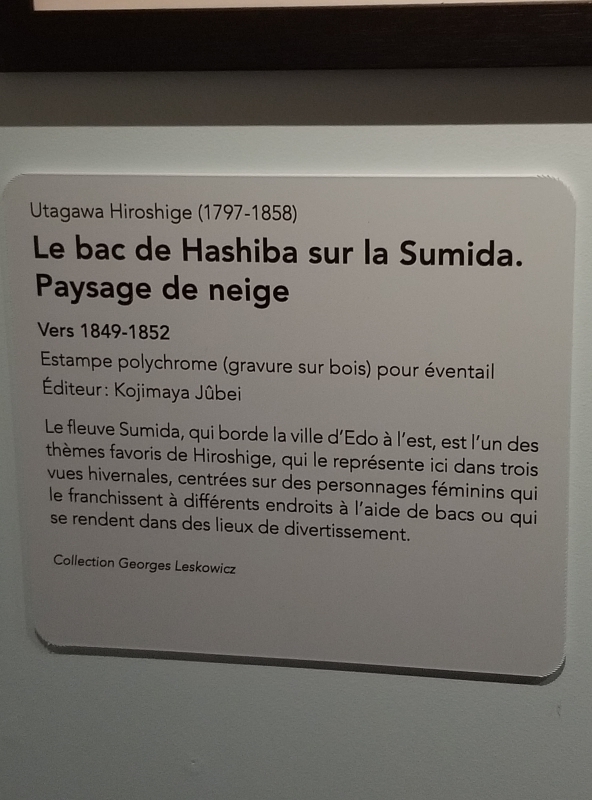 Utagawa Hiroshige (1797-1858)
Le bac de Hashiba sur la Sumida.
Paysage de neige
Vers 1849-1852
Estampe polychrome (gravure sur bois) pour éventail
Éditeur : Kojimaya Jûbei
Le fleuve Sumida, qui borde la ville d'Edo à l'est, est l'un des
thèmes favoris de Hiroshige, qui le représente ici dans trois
vues hivernales, centrées sur des personnages féminins qui
le franchissent à différents endroits à l'aide de bacs ou qui
se rendent dans des lieux de divertissement.
Collection Georges Leskowicz